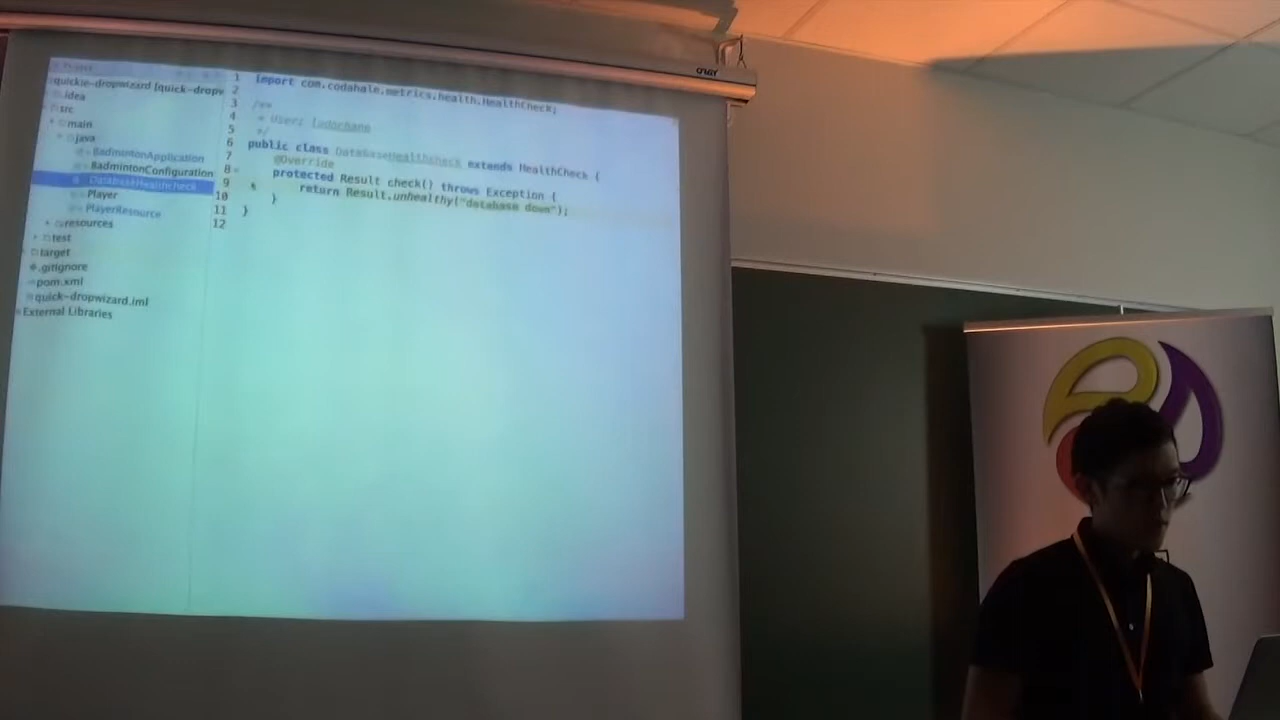 ORAY
Project
quickie-dropwizard [quick-dropw
.idea
src
main
java
BadmintonApplication
BadmintonConfiguration
DatabaseHealthcheck
Player
PlayerResource
resources
test
target
.gitignore
pom.xml
quick-dropwizard.iml
External Libraries
1 import com.codahale.metrics.health.HealthCheck;
2
3 /**
4 * User: ludochane
5 */
6 public class DataBaseHealthcheck extends HealthCheck {
7 @Override
8 protected Result check() throws Exception {
9 return Result.unhealthy("database down");
10 }
11 }
12